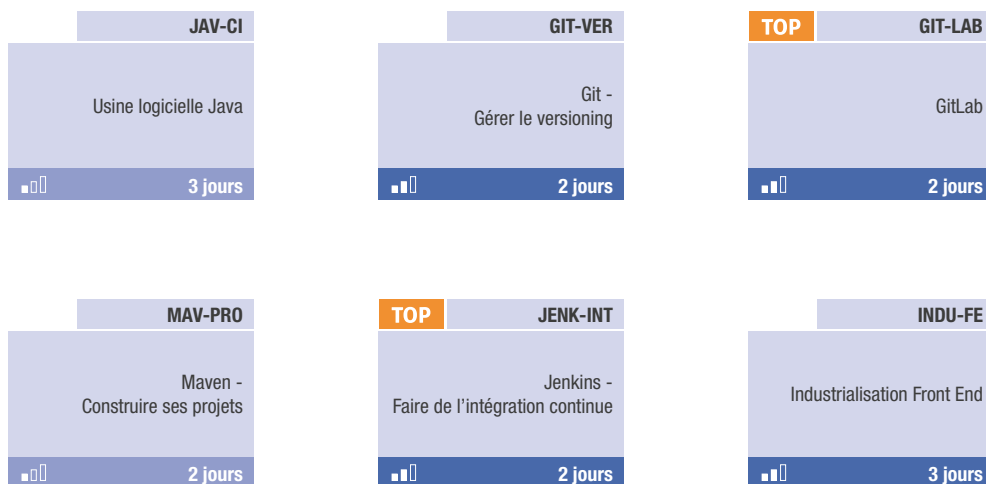 JAV-CI
Usine logicielle Java
3 jours
GIT-VER
Git -
Gérer le versioning
2 jours
TOP
GIT-LAB
GitLab
2 jours
MAV-PRO
Maven -
Construire ses projets
2 jours
TOP
JENK-INT
Jenkins -
Faire de l’intégration continue
2 jours
INDU-FE
Industrialisation Front End
3 jours